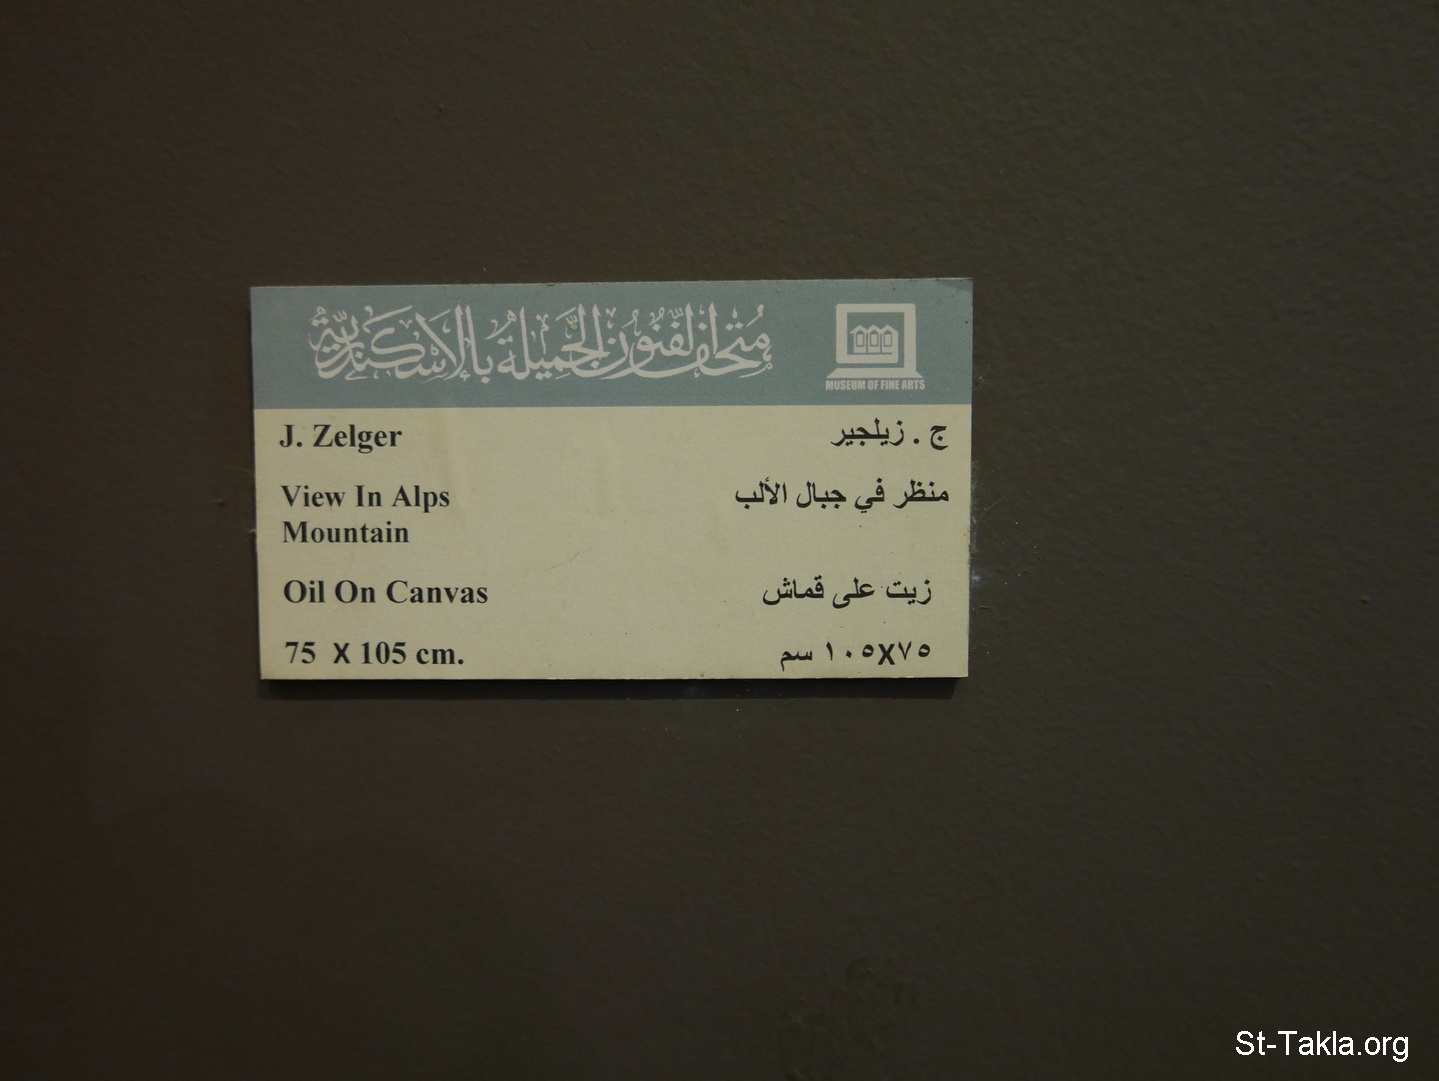 متحف الفنون الجميلة بالإسكندرية
MUSEUM OF FINE ARTS
J. Zelger
ج . زيلجير
View In Alps
Mountain
منظر في جبال الألب
Oil On Canvas
زيت على قماش
75 X 105 cm.
٧٥X١٠٥ سم
St-Takla.org